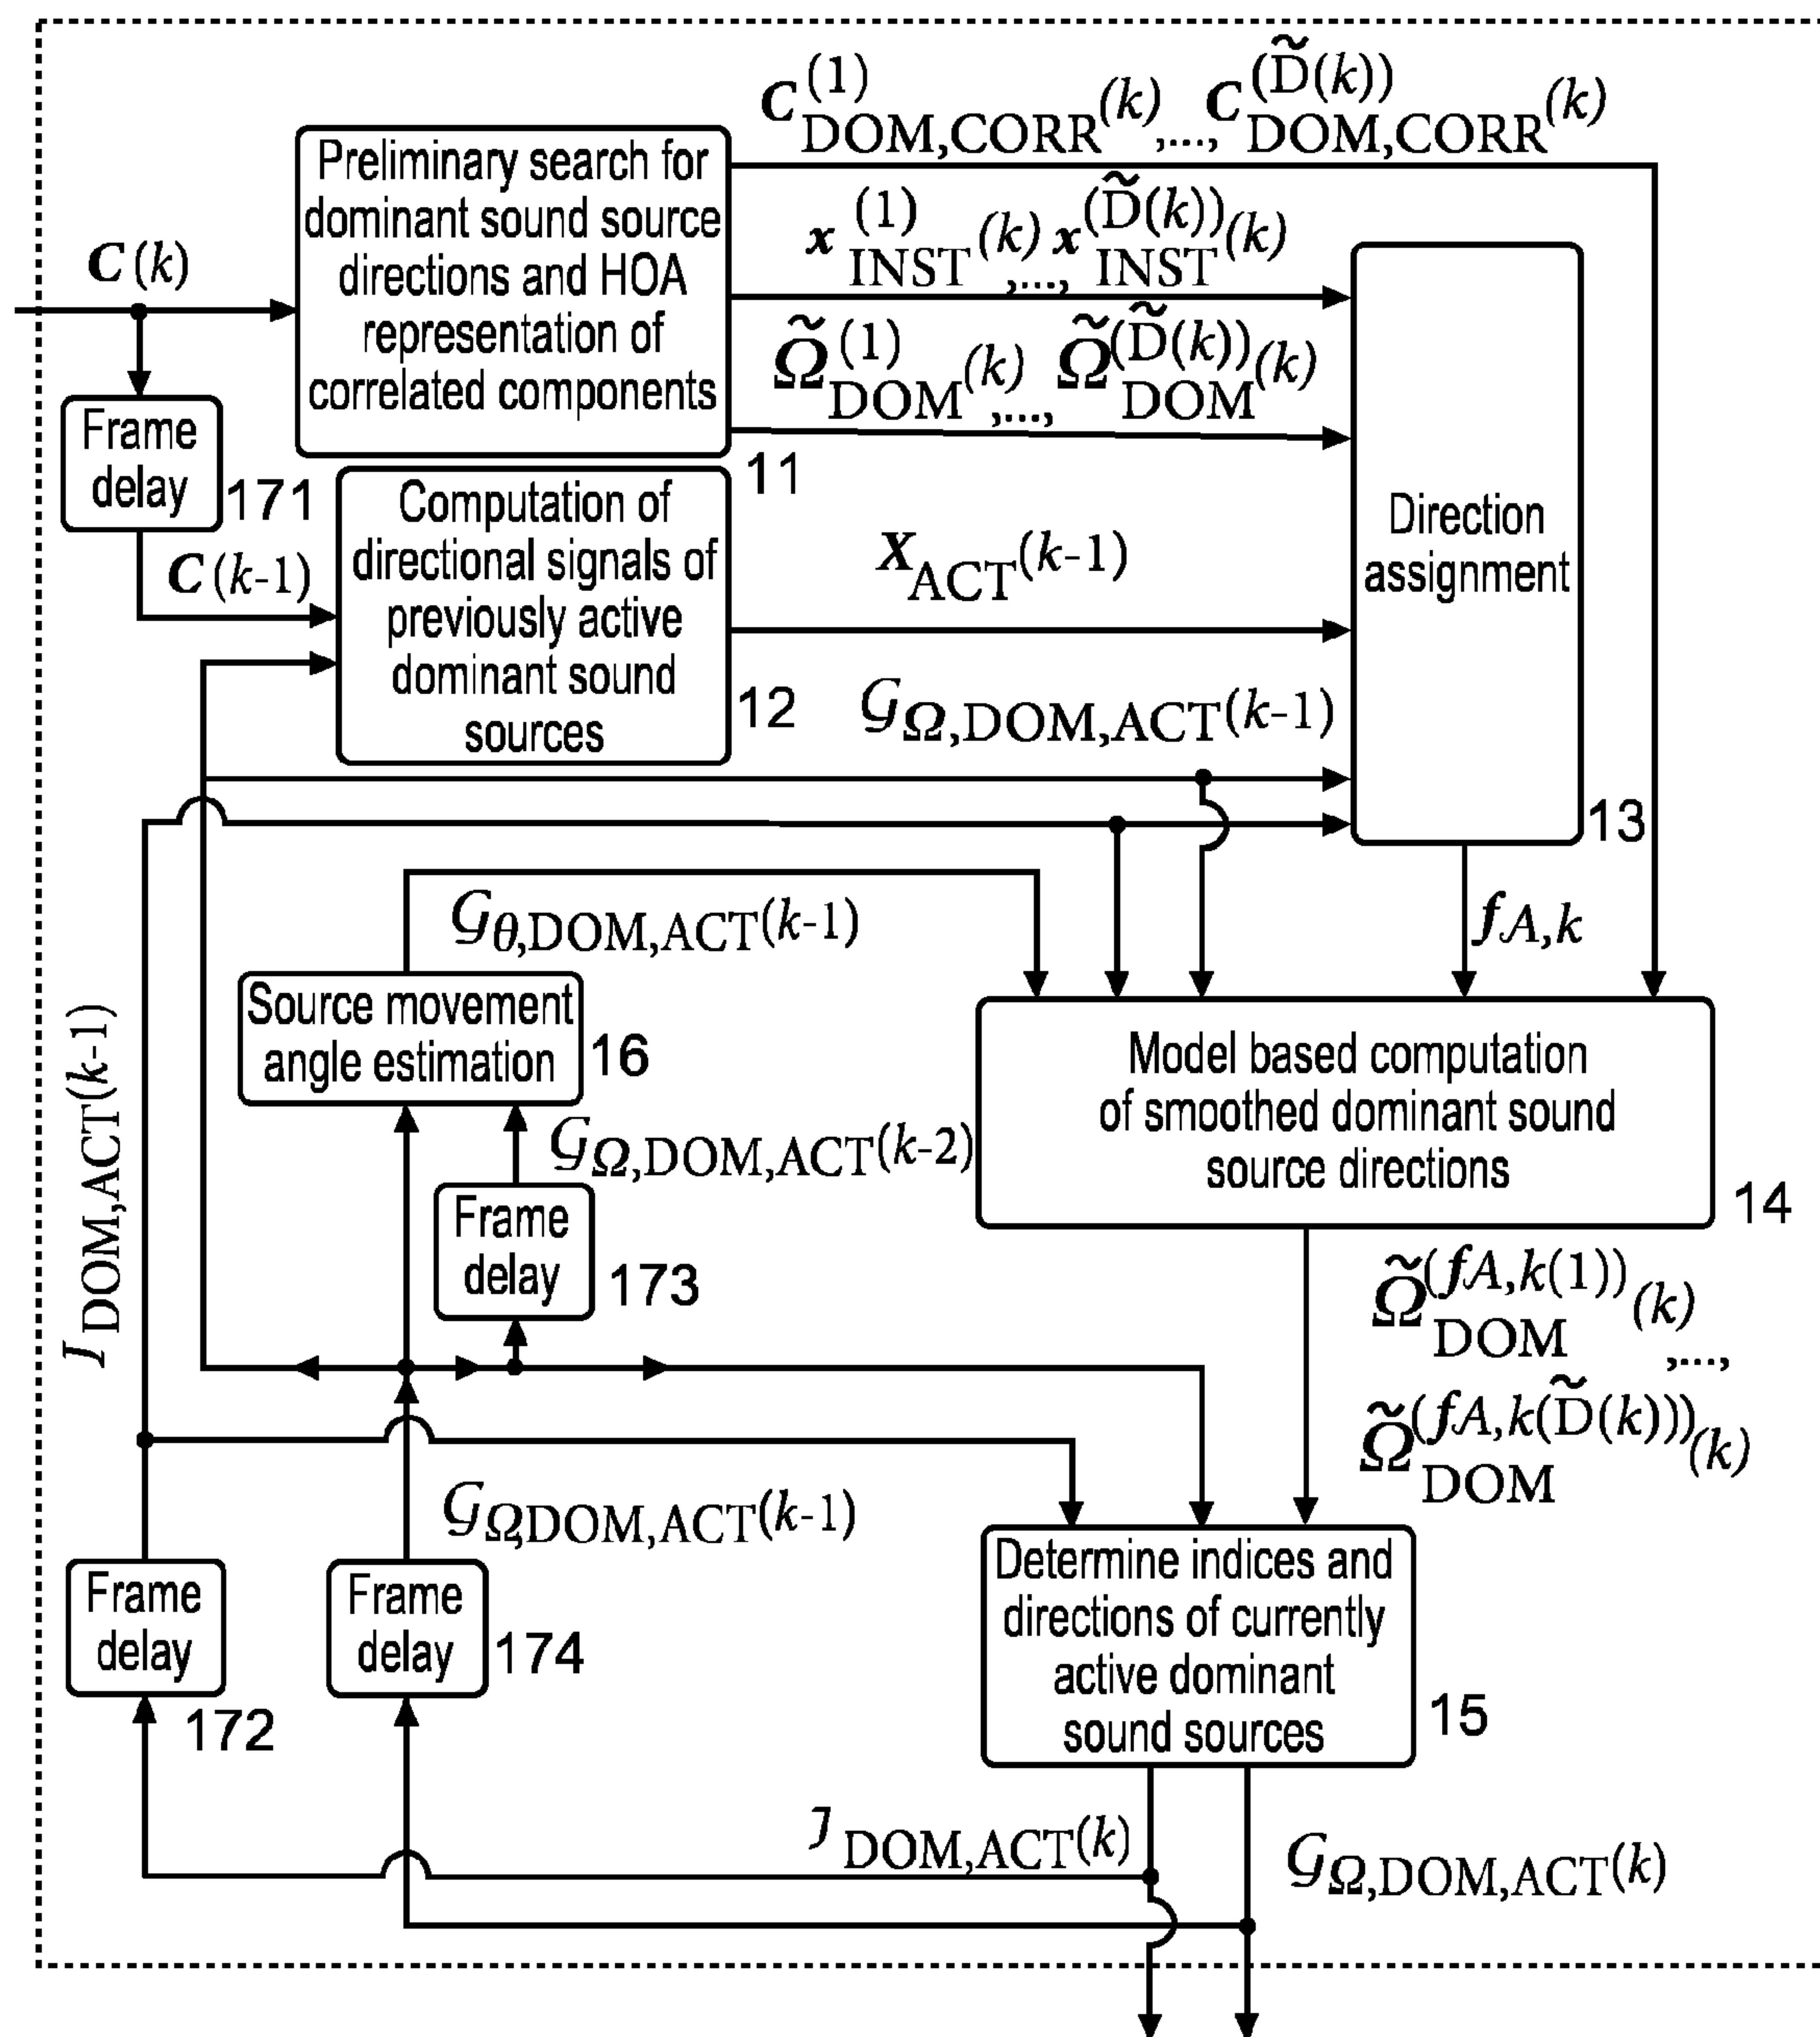 C(1)DOM,CORR(k),...,C(D̃(k))DOM,CORR(k)
Preliminary search for
dominant sound source
directions and HOA
representation of
correlated components
11
x(1)INST(k),...,x(D̃(k))INST(k)
C(k)
Ω̃(1)DOM(k),...,Ω̃(D̃(k))DOM(k)
Frame
delay
171
Computation of
directional signals of
previously active
dominant sound
sources
12
Direction
assignment
13
C(k-1)
XACT(k-1)
𝒢Ω,DOM,ACT(k-1)
𝒢θ,DOM,ACT(k-1)
f𝒜,k
Source movement
angle estimation
16
IDOM,ACT(k-1)
Model based computation
of smoothed dominant sound
source directions
14
𝒢Ω,DOM,ACT(k-2)
Frame
delay
173
Ω̃(f𝒜,k(1))DOM(k)
,...,
Ω̃(f𝒜,k(D̃(k)))DOM(k)
𝒢Ω,DOM,ACT(k-1)
Frame
delay
172
Frame
delay
174
Determine indices and
directions of currently
active dominant
sound sources
15
𝒥DOM,ACT(k)
𝒢Ω,DOM,ACT(k)